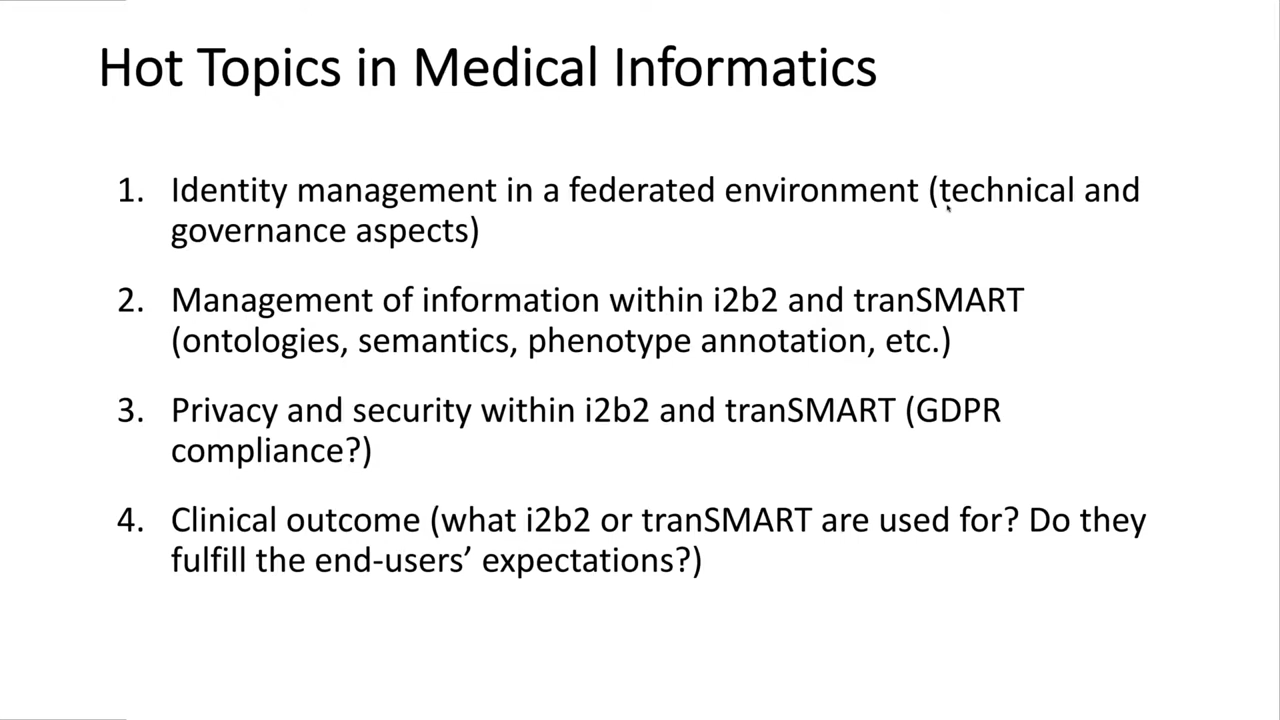 Hot Topics in Medical Informatics
1. Identity management in a federated environment (technical and
governance aspects)
2. Management of information within i2b2 and tranSMART
(ontologies, semantics, phenotype annotation, etc.)
3. Privacy and security within i2b2 and tranSMART (GDPR
compliance?)
4. Clinical outcome (what i2b2 or tranSMART are used for? Do they
fulfill the end-users’ expectations?)